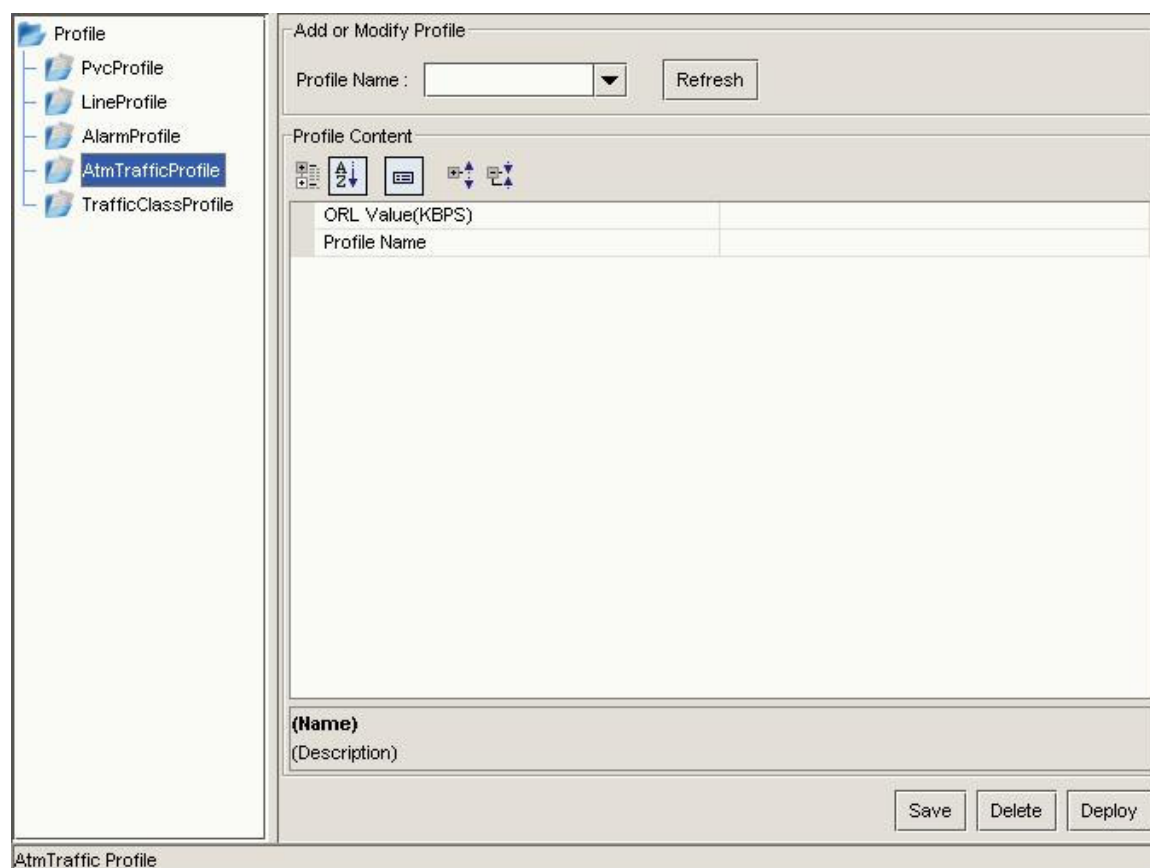 Profile
PvcProfile
LineProfile
AlarmProfile
AtmTrafficProfile
TrafficClassProfile
Add or Modify Profile
Profile Name :
Refresh
Profile Content
ORL Value(KBPS)
Profile Name
(Name)
(Description)
Save Delete Deploy
AtmTraffic Profile